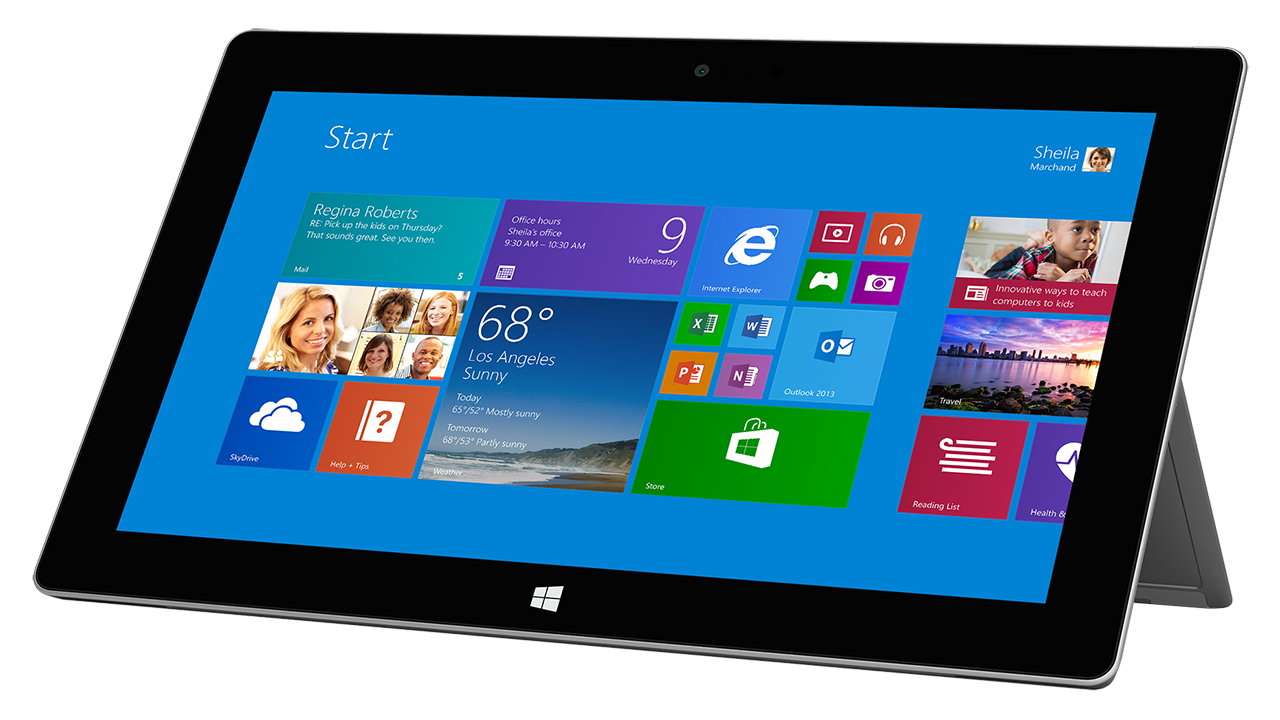 Start
Sheila
Marchand
Regina Roberts
RE: Pick up the kids on Thursday?
That sounds great. See you then.
Mail
5
Office hours
Sheila's office
9:30 AM – 10:30 AM
9
Wednesday
Internet Explorer
Innovative ways to teach
computers to kids
68°
Los Angeles
Sunny
Today
65°/52° Mostly sunny
Tomorrow
68°/53° Partly sunny
Weather
X
W
P
N
O
Outlook 2013
Travel
SkyDrive
?
Help + Tips
Store
Reading List
Health &